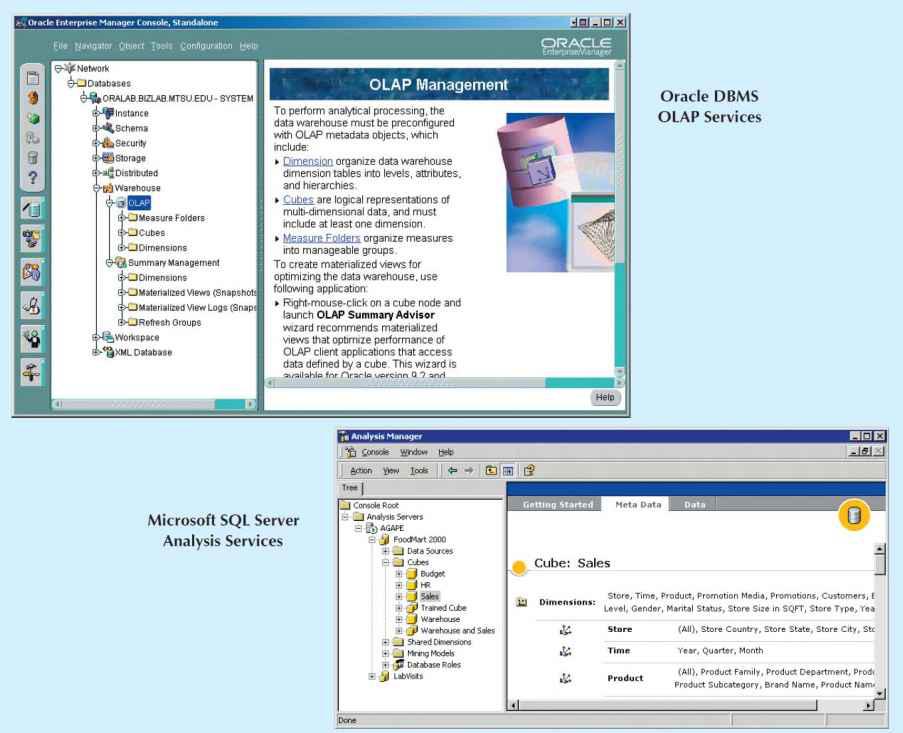 Oracle Enterprise Manager Console, Standalone
File Navigator Object Tools Configuration Help
ORACLE
EnterpriseManager
Network
Databases
ORALAB.BIZLAB.MTSU.EDU - SYSTEM
Instance
Schema
Security
Storage
Distributed
Warehouse
OLAP
Measure Folders
Cubes
Dimensions
Summary Management
Dimensions
Materialized Views (Snapshots
Materialized View Logs (Snaps
Refresh Groups
Workspace
XML Database
OLAP Management
To perform analytical processing, the
data warehouse must be preconfigured
with OLAP metadata objects, which
include:
Dimension organize data warehouse
dimension tables into levels, attributes,
and hierarchies.
Cubes are logical representations of
multi-dimensional data, and must
include at least one dimension.
Measure Folders organize measures
into manageable groups.
To create materialized views for
optimizing the data warehouse, use
following application:
Right-mouse-click on a cube node and
launch OLAP Summary Advisor
wizard recommends materialized
views that optimize performance of
OLAP client applications that access
data defined by a cube. This wizard is
available for Oracle version 9.2 and
Help
Oracle DBMS
OLAP Services
Microsoft SQL Server
Analysis Services
Analysis Manager
Console Window Help
Action View Tools
Tree
Console Root
Analysis Servers
AGAPE
FoodMart 2000
Data Sources
Cubes
Budget
HR
Sales
Trained Cube
Warehouse
Warehouse and Sales
Shared Dimensions
Mining Models
Database Roles
LabVisits
Getting Started Meta Data Data
Cube: Sales
Dimensions: Store, Time, Product, Promotion Media, Promotions, Customers,
Level, Gender, Marital Status, Store Size in SQFT, Store Type, Yea
Store (All), Store Country, Store State, Store City, Sto
Time Year, Quarter, Month
Product (All), Product Family, Product Department, Produ
Product Subcategory, Brand Name, Product Name
Done